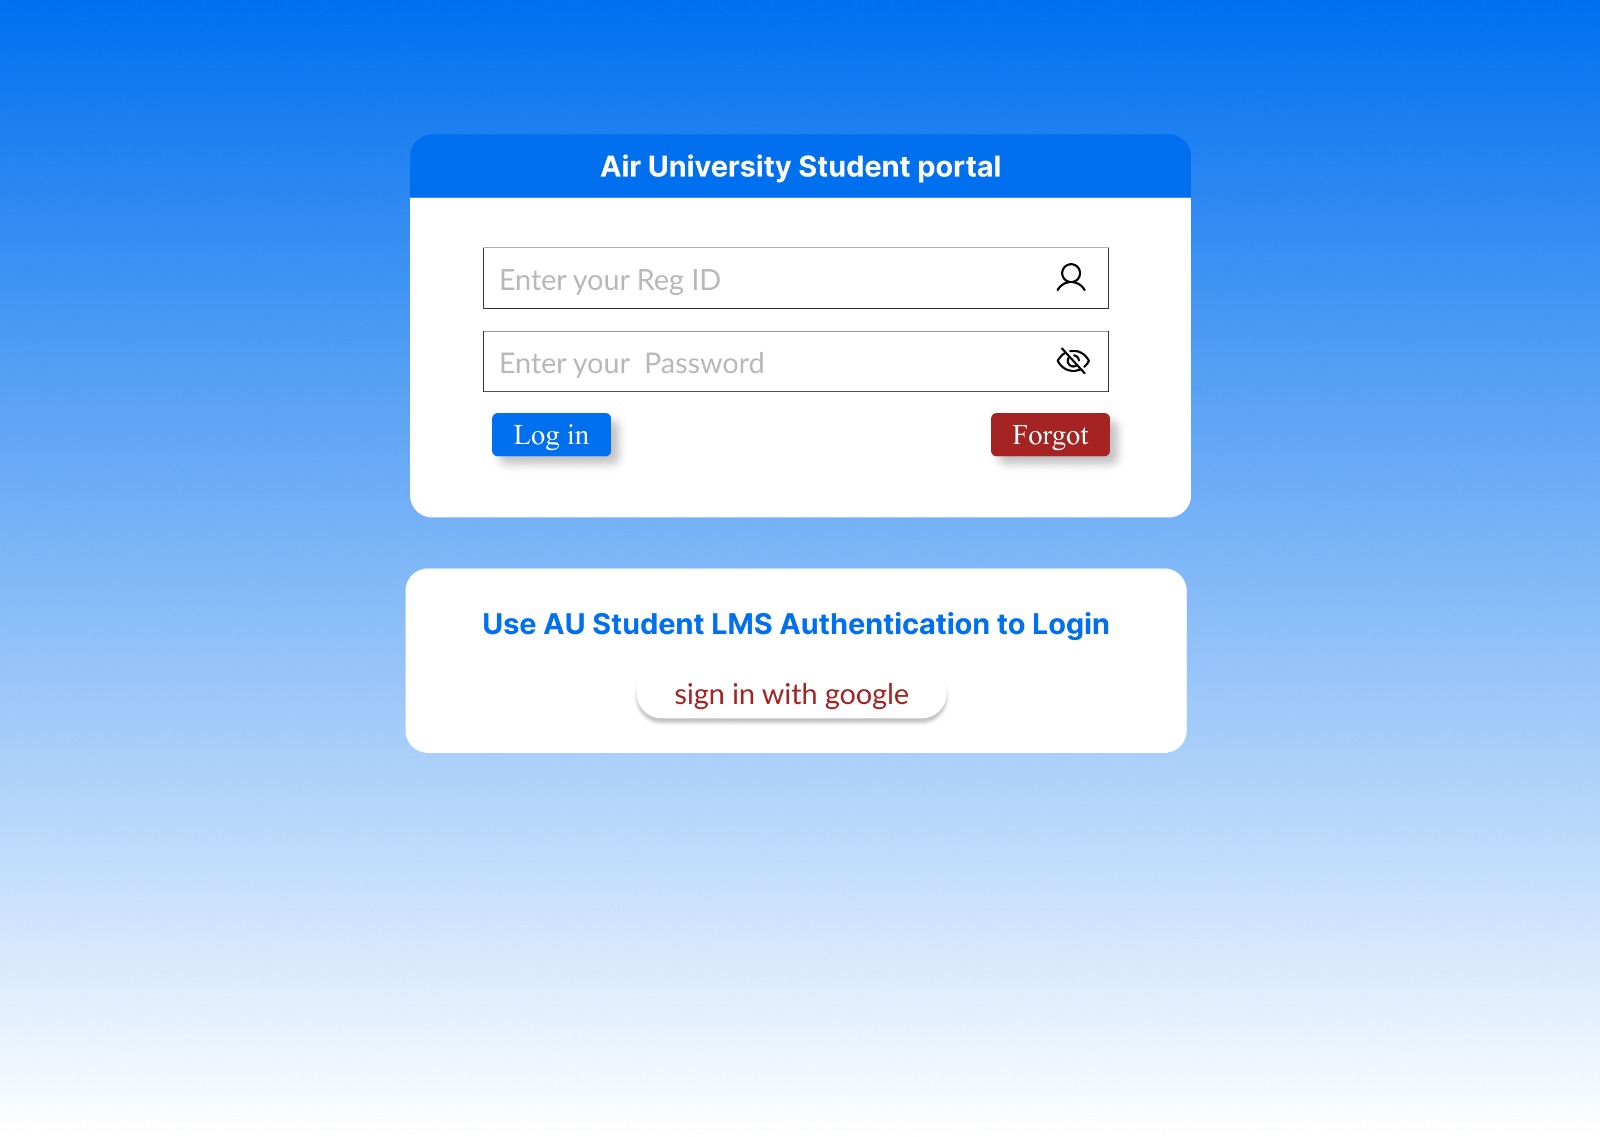 Air University Student portal
Enter your Reg ID
Enter your  Password
Log in
Forgot
Use AU Student LMS Authentication to Login
sign in with google